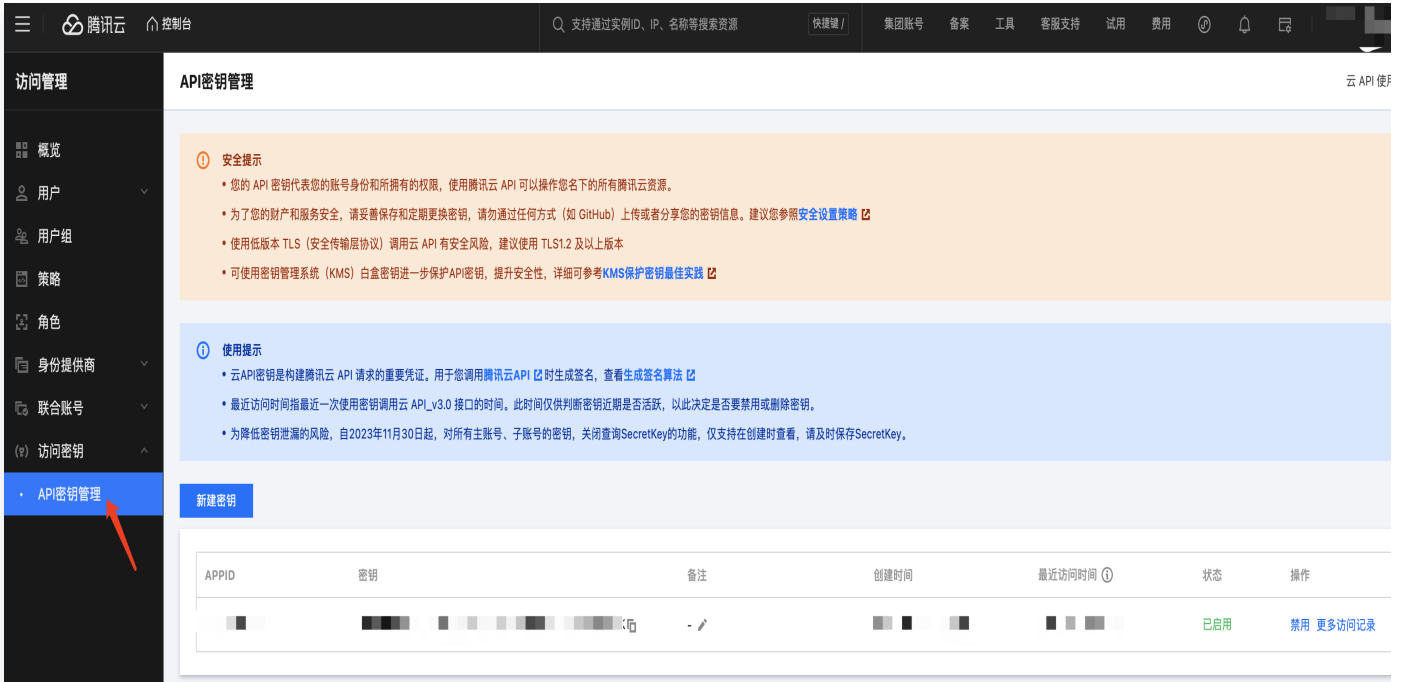 腾讯云 控制台 支持通过实例ID、IP、名称等搜索资源 快捷键 / 集团账号 备案 工具 客服支持 试用 费用
访问管理
API密钥管理
云 API 使用
概览
用户
用户组
策略
角色
身份提供商
联合账号
访问密钥
• API密钥管理
安全提示
• 您的 API 密钥代表您的账号身份和所拥有的权限，使用腾讯云 API 可以操作您名下的所有腾讯云资源。
• 为了您的财产和服务安全，请妥善保存和定期更换密钥，请勿通过任何方式（如 GitHub）上传或者分享您的密钥信息。建议您参照安全设置策略
• 使用低版本 TLS（安全传输层协议）调用云 API 有安全风险，建议使用 TLS1.2 及以上版本
• 可使用密钥管理系统（KMS）白盒密钥进一步保护API密钥，提升安全性，详细可参考KMS保护密钥最佳实践
使用提示
• 云API密钥是构建腾讯云 API 请求的重要凭证。用于您调用腾讯云API 时生成签名，查看生成签名算法
• 最近访问时间指最近一次使用密钥调用云 API_v3.0 接口的时间。此时间仅供判断密钥近期是否活跃，以此决定是否要禁用或删除密钥。
• 为降低密钥泄漏的风险，自2023年11月30日起，对所有主账号、子账号的密钥，关闭查询SecretKey的功能，仅支持在创建时查看，请及时保存SecretKey。
新建密钥
APPID 密钥 备注 创建时间 最近访问时间 状态 操作
- 已启用 禁用 更多访问记录